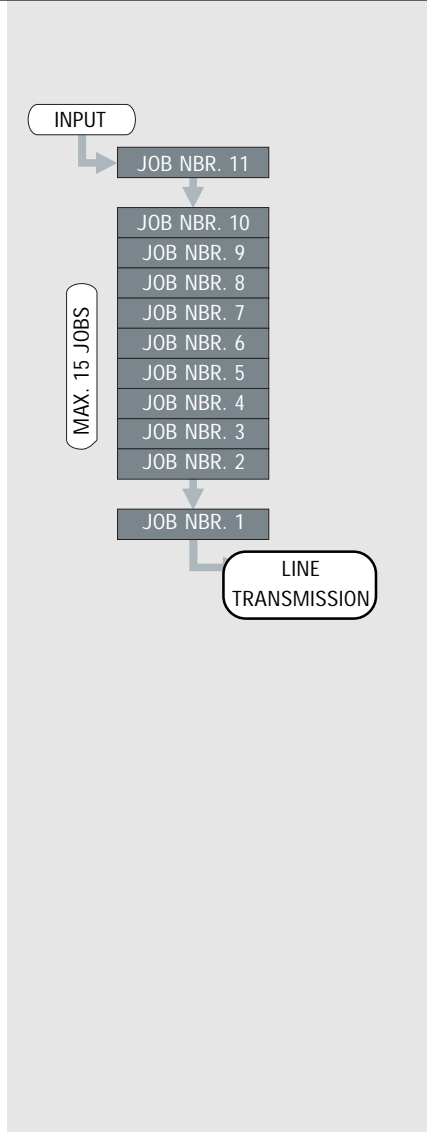 INPUT
JOB NBR. 11
JOB NBR. 10
JOB NBR. 9
JOB NBR. 8
JOB NBR. 7
JOB NBR. 6
JOB NBR. 5
JOB NBR. 4
JOB NBR. 3
JOB NBR. 2
MAX. 15 JOBS
JOB NBR. 1
LINE
TRANSMISSION